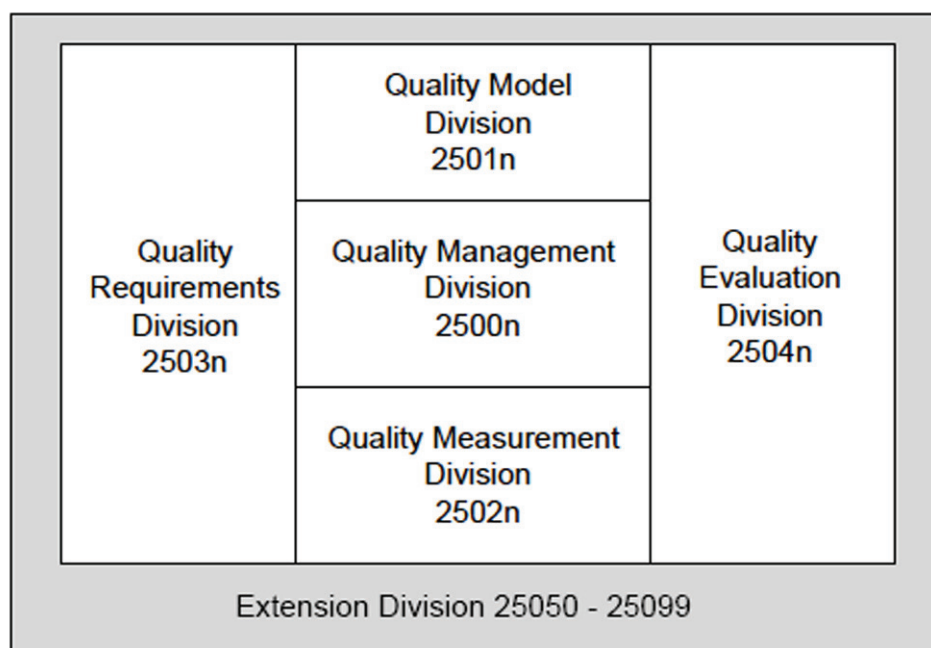 Quality
Requirements
Division
2503n
Quality Model
Division
2501n
Quality Management
Division
2500n
Quality Measurement
Division
2502n
Quality
Evaluation
Division
2504n
Extension Division 25050 - 25099